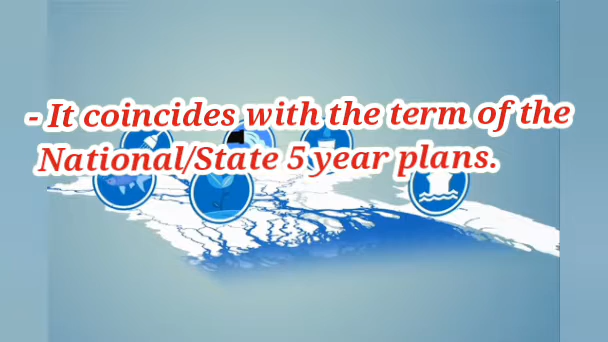 - It coincides with the term of the
National/State 5 year plans.